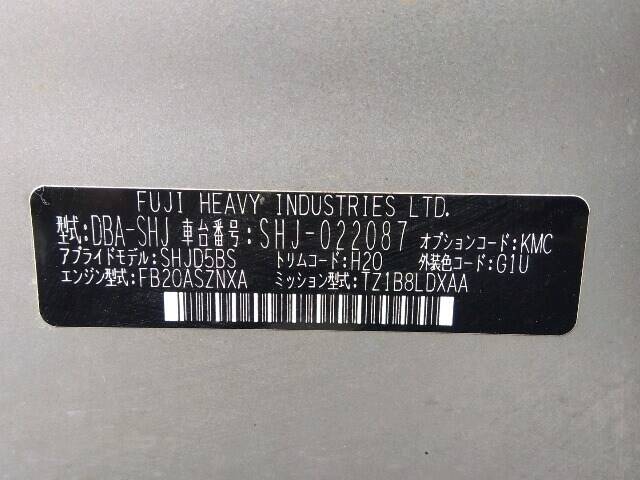 FUJI HEAVY INDUSTRIES LTD.
型式:DBA-SHJ 車台番号:SHJ-022087 オプションコード:KMC
アプライドモデル:SHJD5BS トリムコード:H20 外装色コード:G1U
エンジン型式:FB20ASZNXA ミッション型式:TZ1B8LDXAA